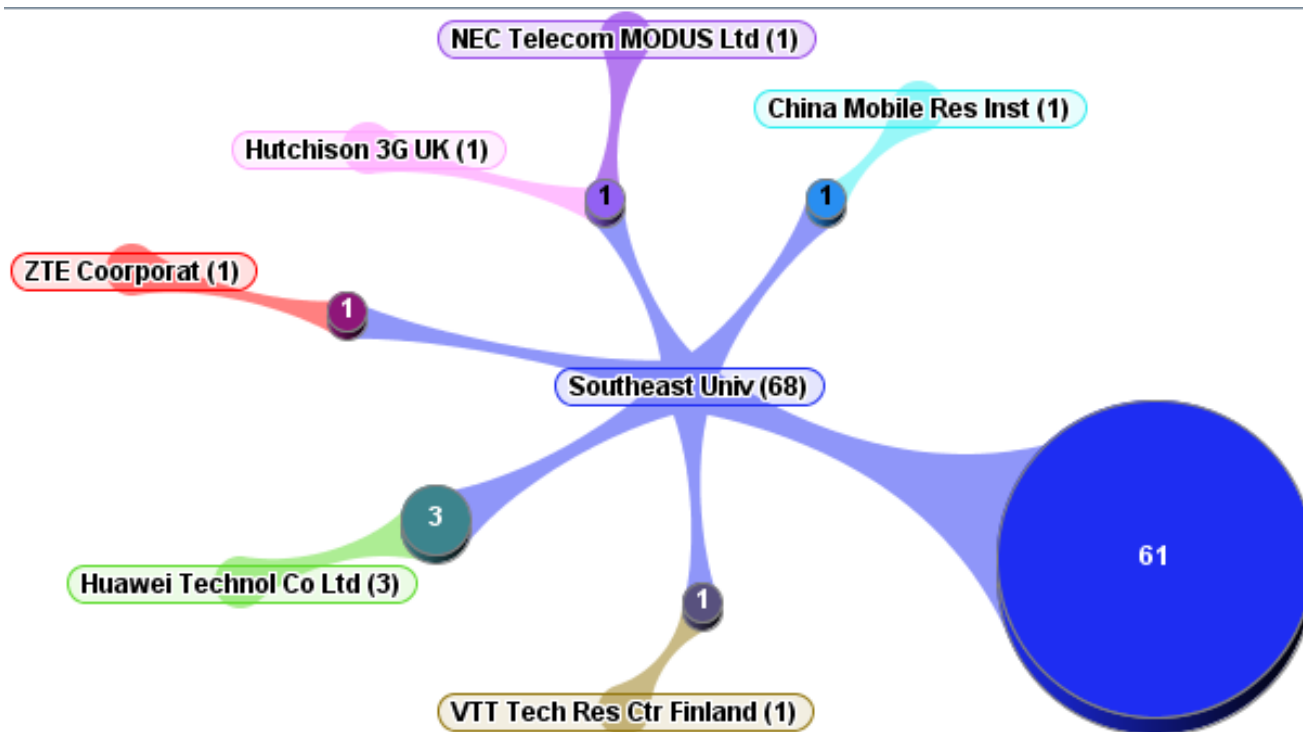 NEC Telecom MODUS Ltd (1)
China Mobile Res Inst (1)
Hutchison 3G UK (1)
1
1
ZTE Coorporat (1)
1
Southeast Univ (68)
3
61
Huawei Technol Co Ltd (3)
1
VTT Tech Res Ctr Finland (1)